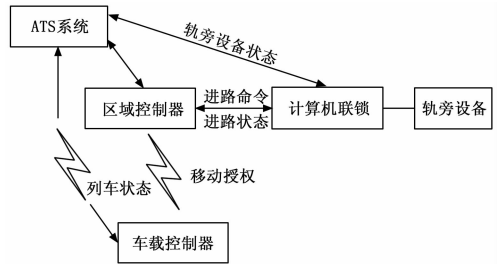 ATS系统
轨旁设备状态
区域控制器
进路命令
进路状态
计算机联锁
轨旁设备
列车状态
移动授权
车载控制器